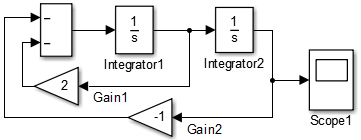 1
s
Integrator1
1
s
Integrator2
2
Gain1
-1
Gain2
Scope1